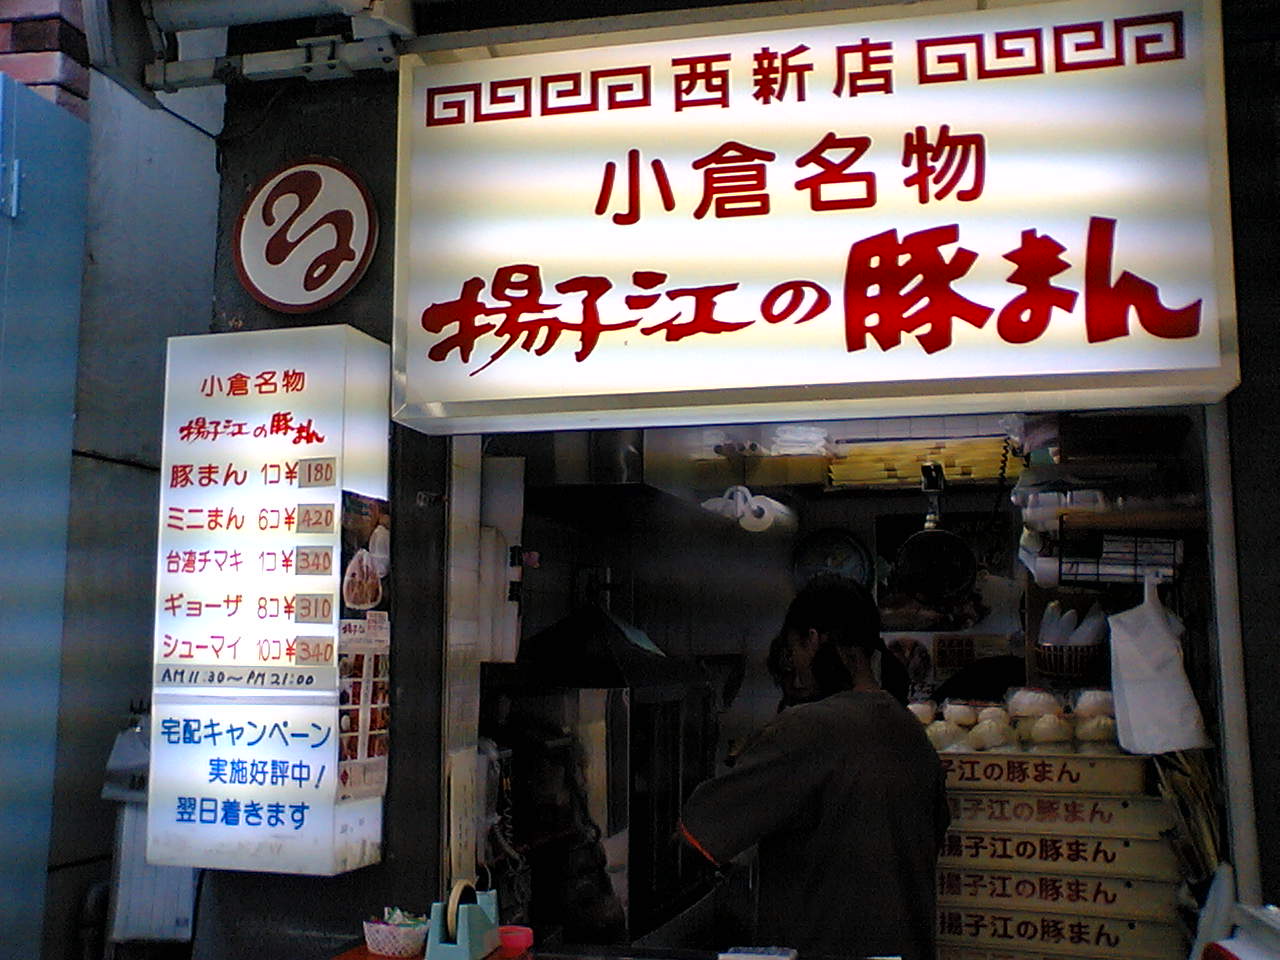 西新店
小倉名物
揚子江の豚まん
小倉名物
揚子江の豚まん
豚まん 1コ¥180
ミニまん 6コ¥420
台湾チマキ 1コ¥340
ギョーザ 8コ¥310
シューマイ 10コ¥340
AM11:30〜PM21:00
宅配キャンペーン
実施好評中!
翌日着きます
子江の豚まん
揚子江の豚まん
揚子江の豚まん
揚子江の豚まん
揚子江の豚まん